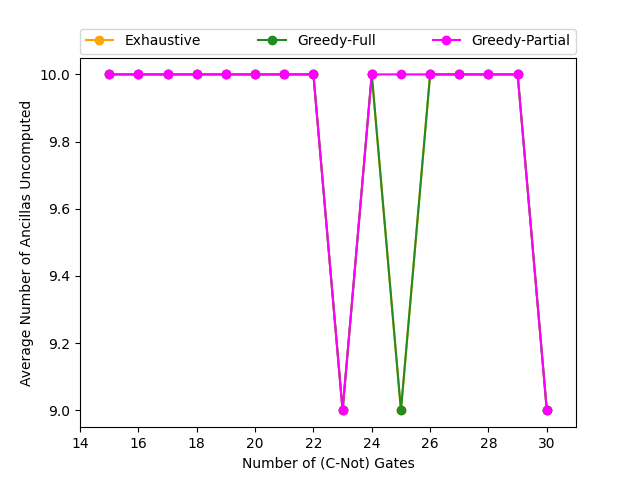 Exhaustive Greedy-Full Greedy-Partial
Average Number of Ancillas Uncomputed
10.0
9.8
9.6
9.4
9.2
9.0
14 16 18 20 22 24 26 28 30
Number of (C-Not) Gates